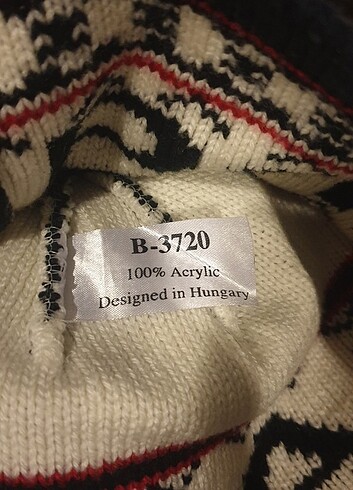 B-3720
100% Acrylic
Designed in Hungary